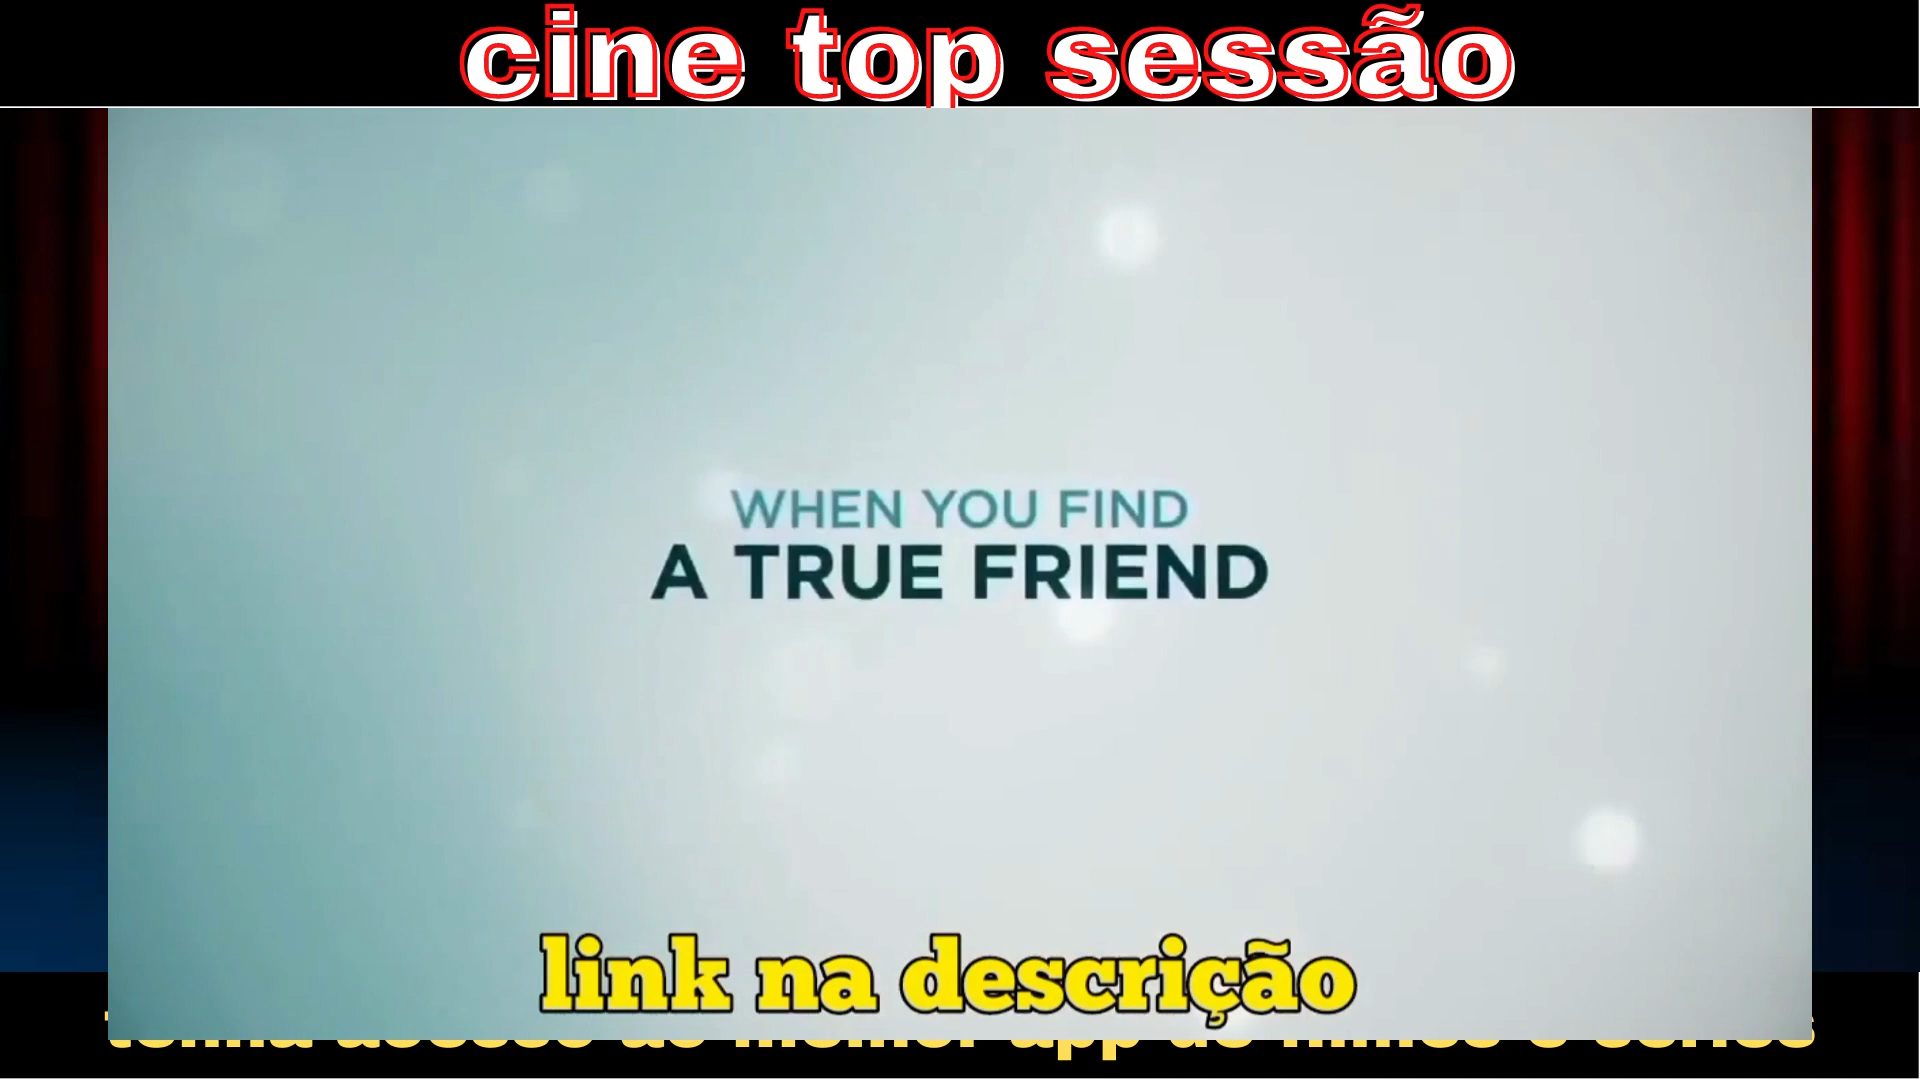 cine top sessão
WHEN YOU FIND
A TRUE FRIEND
link na descrição